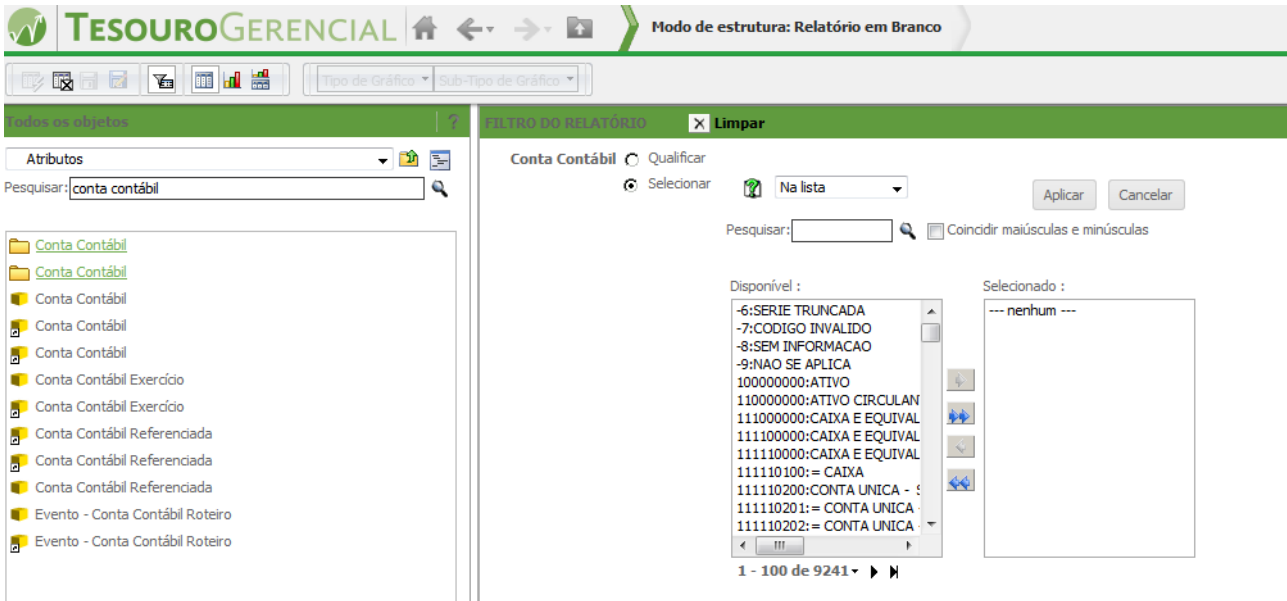 TESOUROGERENCIAL
Modo de estrutura: Relatório em Branco
Tipo de Gráfico
Sub-Tipo de Gráfico
Todos os objetos
?
Atributos
Pesquisar:
conta contábil
Conta Contábil
Conta Contábil
Conta Contábil
Conta Contábil
Conta Contábil
Conta Contábil Exercício
Conta Contábil Exercício
Conta Contábil Referenciada
Conta Contábil Referenciada
Conta Contábil Referenciada
Evento - Conta Contábil Roteiro
Evento - Conta Contábil Roteiro
FILTRO DO RELATÓRIO
Limpar
Conta Contábil
Qualificar
Selecionar
Na lista
Aplicar
Cancelar
Pesquisar:
Coincidir maiúsculas e minúsculas
Disponível :
-6:SERIE TRUNCADA
-7:CODIGO INVALIDO
-8:SEM INFORMACAO
-9:NAO SE APLICA
100000000:ATIVO
110000000:ATIVO CIRCULAN
111000000:CAIXA E EQUIVAL
111100000:CAIXA E EQUIVAL
111110000:CAIXA E EQUIVAL
111110100:= CAIXA
111110200:CONTA UNICA - S
111110201:= CONTA UNICA -
111110202:= CONTA UNICA -
1 - 100 de 9241
Selecionado :
--- nenhum ---